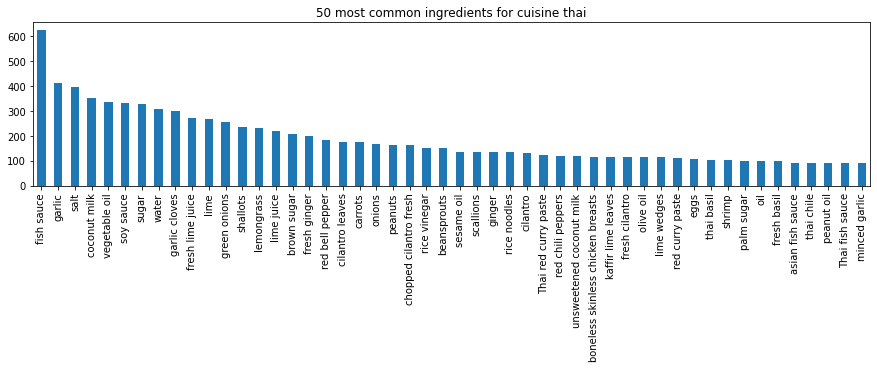 50 most common ingredients for cuisine thai
600
500
400
300
200
100
0
fish sauce
garlic
salt
coconut milk
vegetable oil
soy sauce
sugar
water
garlic cloves
fresh lime juice
lime
green onions
shallots
lemongrass
lime juice
brown sugar
fresh ginger
red bell pepper
cilantro leaves
carrots
onions
peanuts
chopped cilantro fresh
rice vinegar
beansprouts
sesame oil
scallions
ginger
rice noodles
cilantro
Thai red curry paste
red chili peppers
unsweetened coconut milk
boneless skinless chicken breasts
kaffir lime leaves
fresh cilantro
olive oil
lime wedges
red curry paste
eggs
thai basil
shrimp
palm sugar
oil
fresh basil
asian fish sauce
thai chile
peanut oil
Thai fish sauce
minced garlic